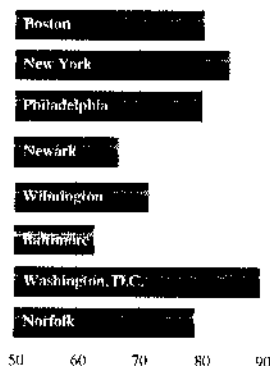 Boston
New York
Philadelphia
Newark
Wilmington
Baltimore
Washington, D.C.
Norfolk
50 60 70 80 90